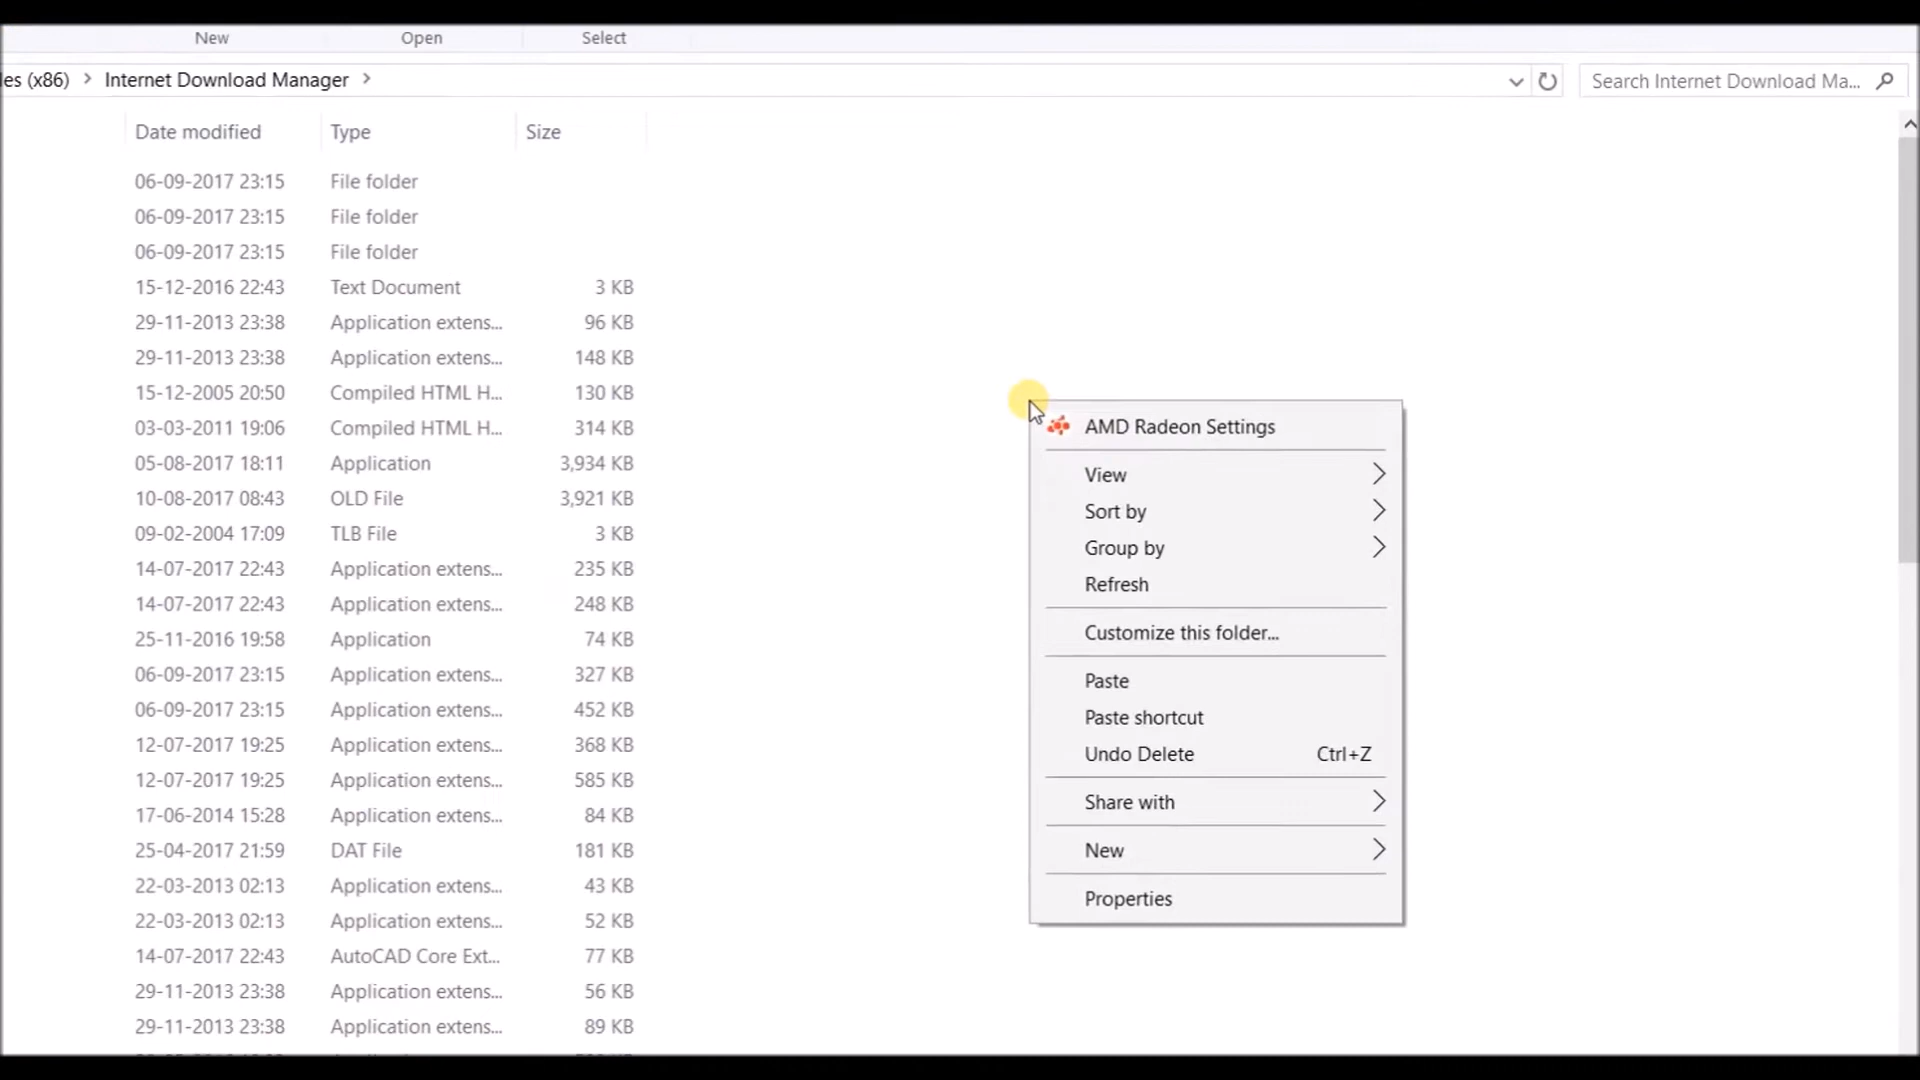 New Open Select
les (x86) > Internet Download Manager > Search Internet Download Ma...
Date modified Type Size
06-09-2017 23:15 File folder
06-09-2017 23:15 File folder
06-09-2017 23:15 File folder
15-12-2016 22:43 Text Document 3 KB
29-11-2013 23:38 Application extens... 96 KB
29-11-2013 23:38 Application extens... 148 KB
15-12-2005 20:50 Compiled HTML H... 130 KB
03-03-2011 19:06 Compiled HTML H... 314 KB
05-08-2017 18:11 Application 3,934 KB
10-08-2017 08:43 OLD File 3,921 KB
09-02-2004 17:09 TLB File 3 KB
14-07-2017 22:43 Application extens... 235 KB
14-07-2017 22:43 Application extens... 248 KB
25-11-2016 19:58 Application 74 KB
06-09-2017 23:15 Application extens... 327 KB
06-09-2017 23:15 Application extens... 452 KB
12-07-2017 19:25 Application extens... 368 KB
12-07-2017 19:25 Application extens... 585 KB
17-06-2014 15:28 Application extens... 84 KB
25-04-2017 21:59 DAT File 181 KB
22-03-2013 02:13 Application extens... 43 KB
22-03-2013 02:13 Application extens... 52 KB
14-07-2017 22:43 AutoCAD Core Ext... 77 KB
29-11-2013 23:38 Application extens... 56 KB
29-11-2013 23:38 Application extens... 89 KB
AMD Radeon Settings
View
Sort by
Group by
Refresh
Customize this folder...
Paste
Paste shortcut
Undo Delete Ctrl+Z
Share with
New
Properties